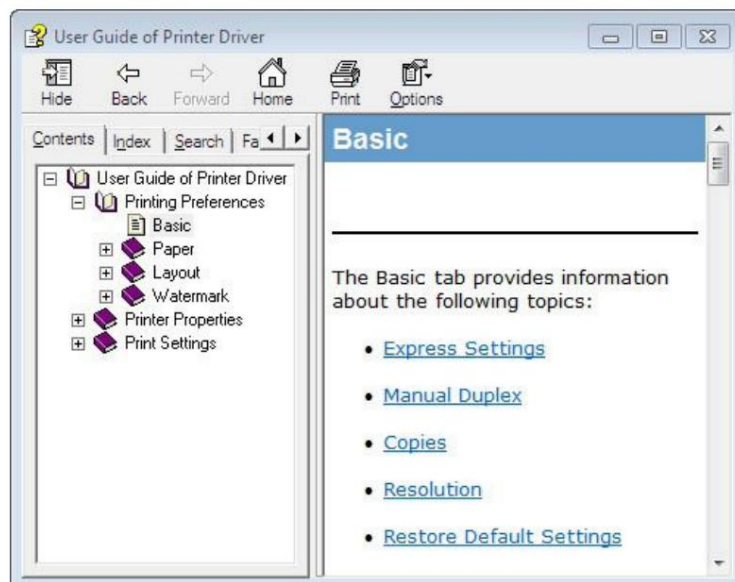 User Guide of Printer Driver
Hide Back Forward Home Print Options
Contents Index Search Fa
User Guide of Printer Driver
Printing Preferences
Basic
Paper
Layout
Watermark
Printer Properties
Print Settings
Basic
The Basic tab provides information
about the following topics:
• Express Settings
• Manual Duplex
• Copies
• Resolution
• Restore Default Settings